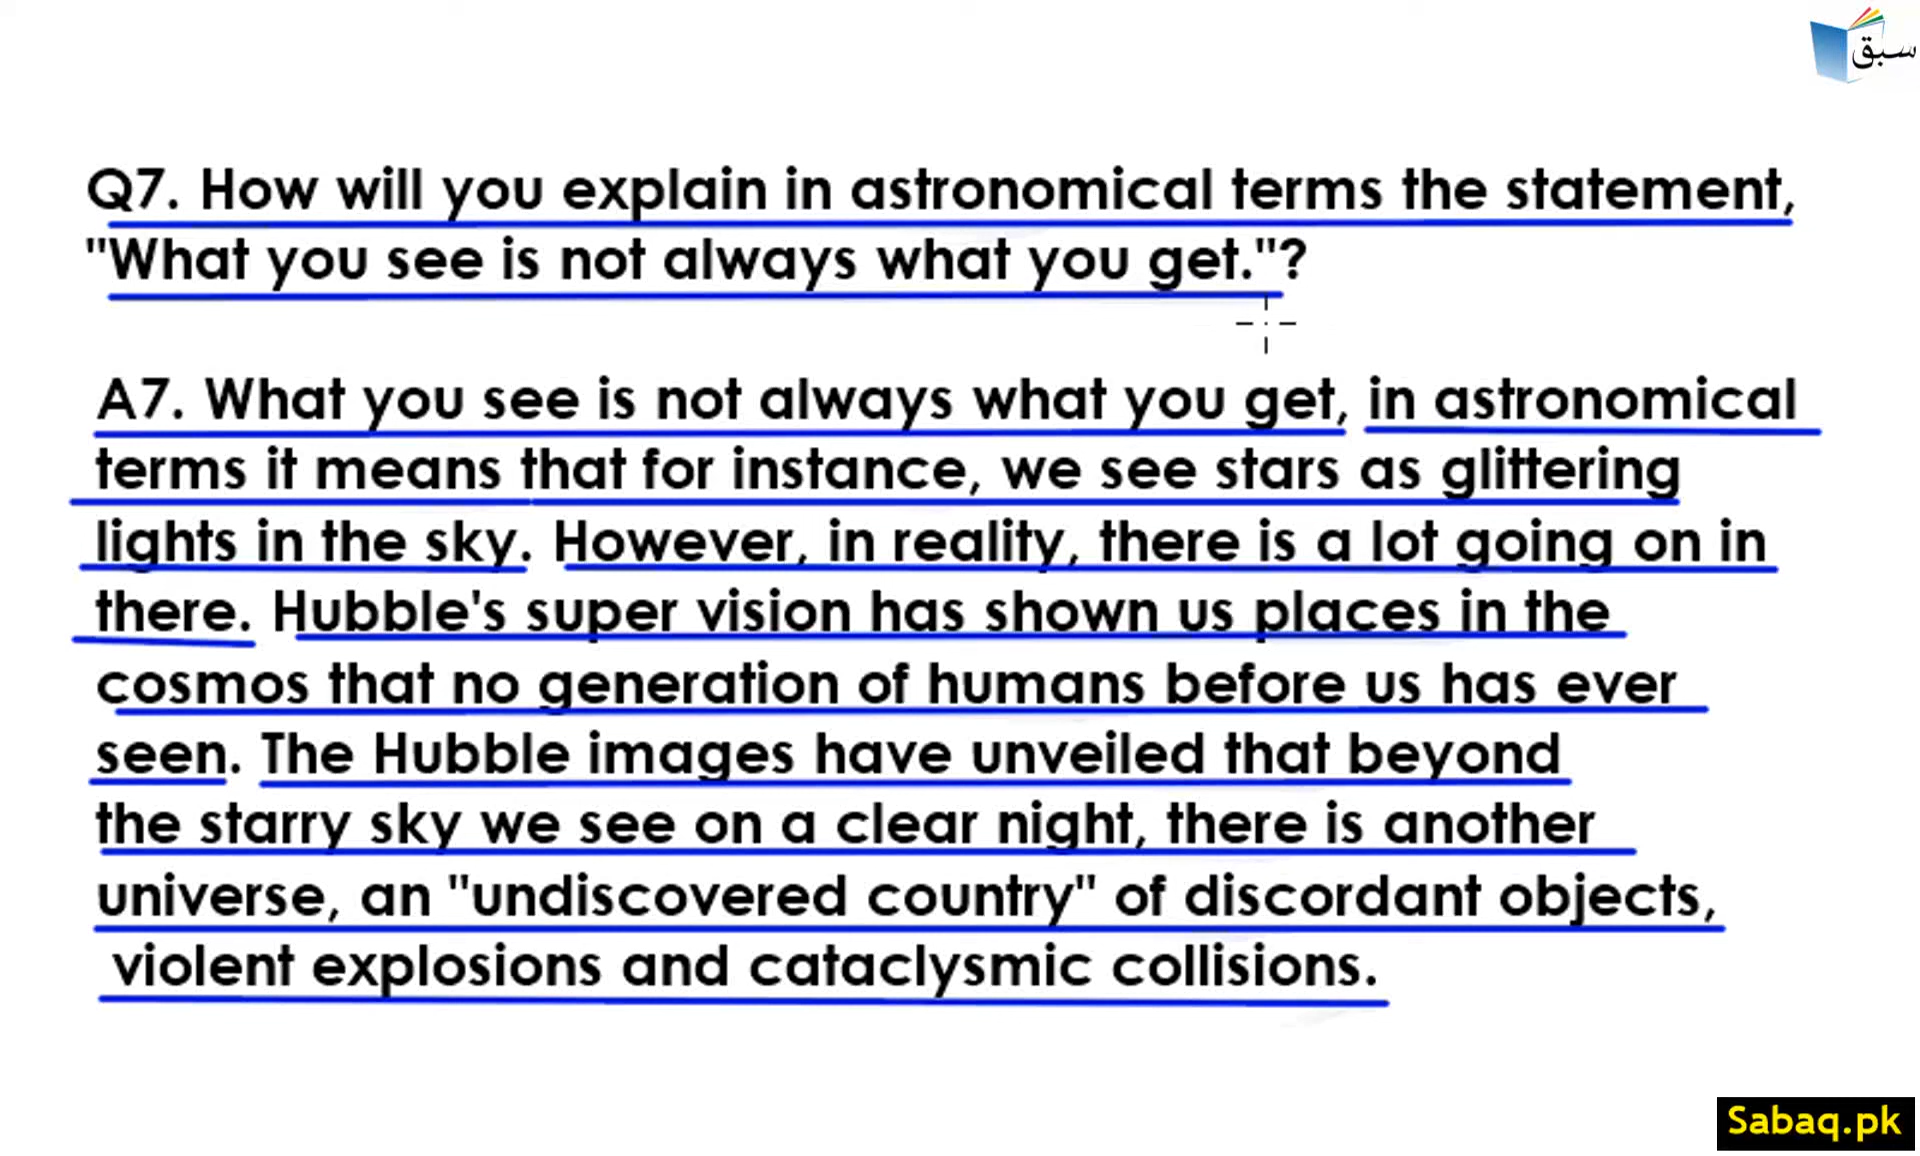 سبق
Q7. How will you explain in astronomical terms the statement,
"What you see is not always what you get."?
A7. What you see is not always what you get, in astronomical
terms it means that for instance, we see stars as glittering
lights in the sky. However, in reality, there is a lot going on in
there. Hubble's super vision has shown us places in the
cosmos that no generation of humans before us has ever
seen. The Hubble images have unveiled that beyond
the starry sky we see on a clear night, there is another
universe, an "undiscovered country" of discordant objects,
violent explosions and cataclysmic collisions.
Sabaq.pk